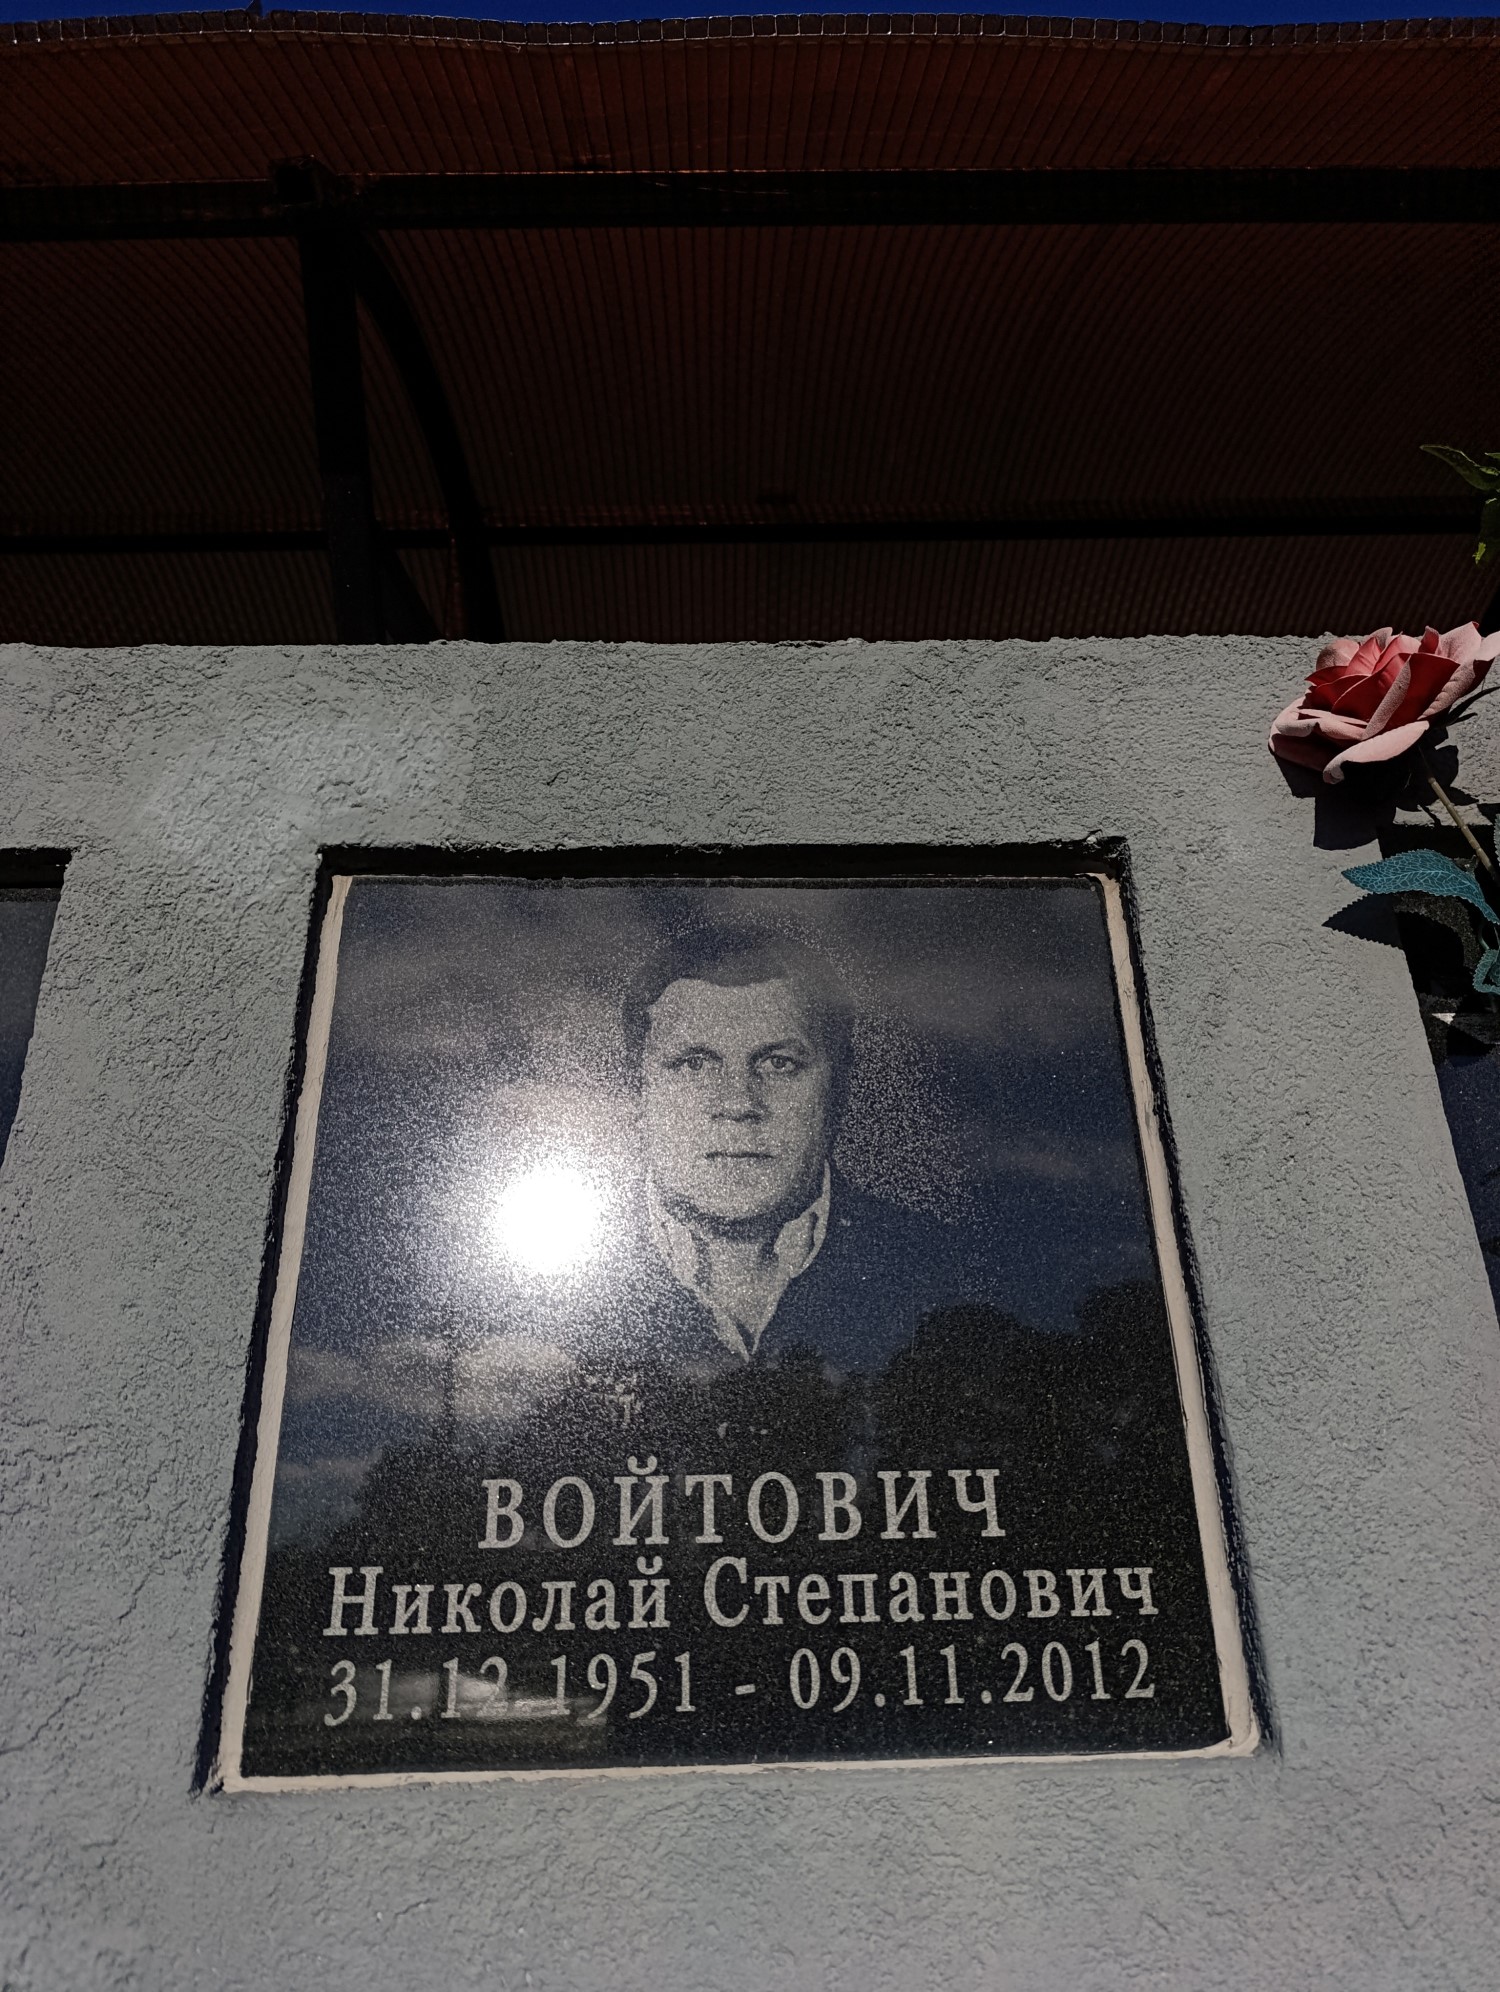 ВОЙТОВИЧ
Николай Степанович
31.12.1951 - 09.11.2012